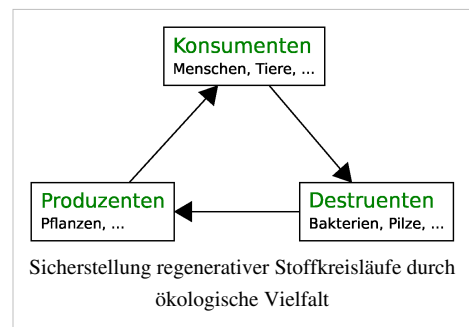 Konsumenten
Menschen, Tiere, ...
Produzenten
Pflanzen, ...
Destruenten
Bakterien, Pilze, ...
Sicherstellung regenerativer Stoffkreisläufe durch
ökologische Vielfalt